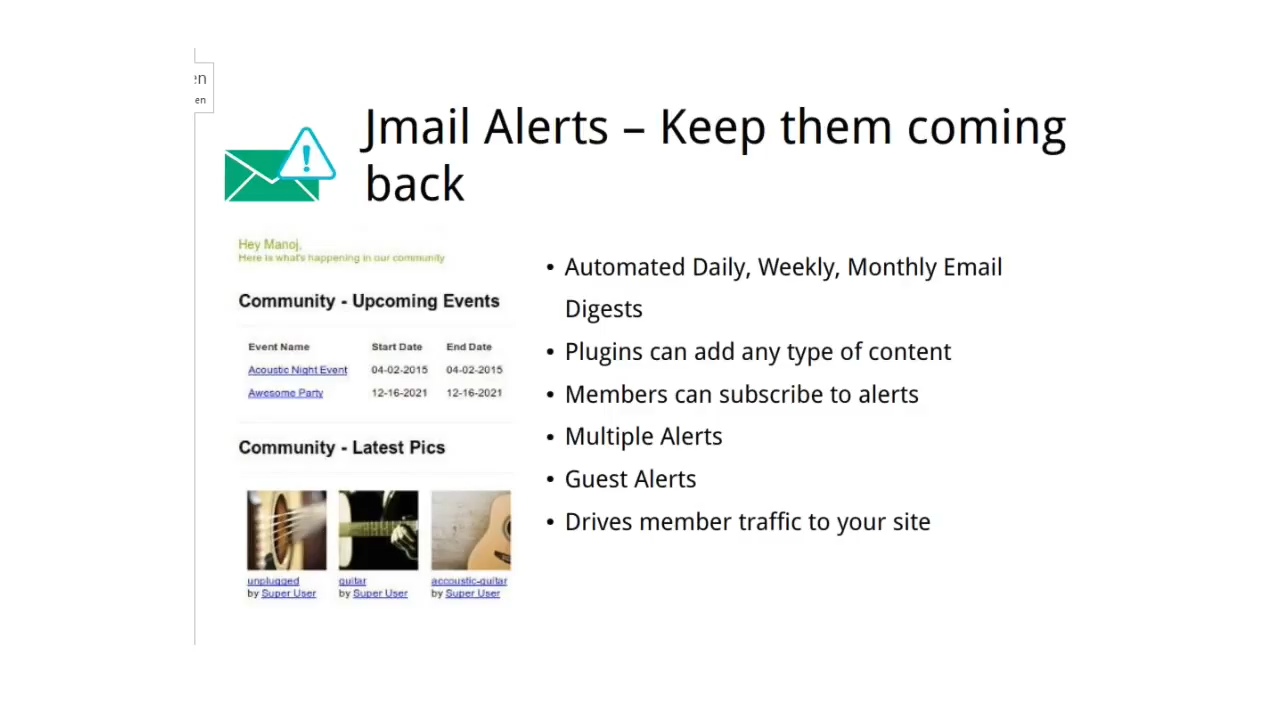 en
en
Jmail Alerts – Keep them coming
back
Hey Manoj,
Here is what's happening in our community
Community - Upcoming Events
Event Name Start Date End Date
Acoustic Night Event 04-02-2015 04-02-2015
Awesome Party 12-16-2021 12-16-2021
Community - Latest Pics
unplugged guitar accoustic-guitar
by Super User by Super User by Super User
• Automated Daily, Weekly, Monthly Email
Digests
• Plugins can add any type of content
• Members can subscribe to alerts
• Multiple Alerts
• Guest Alerts
• Drives member traffic to your site